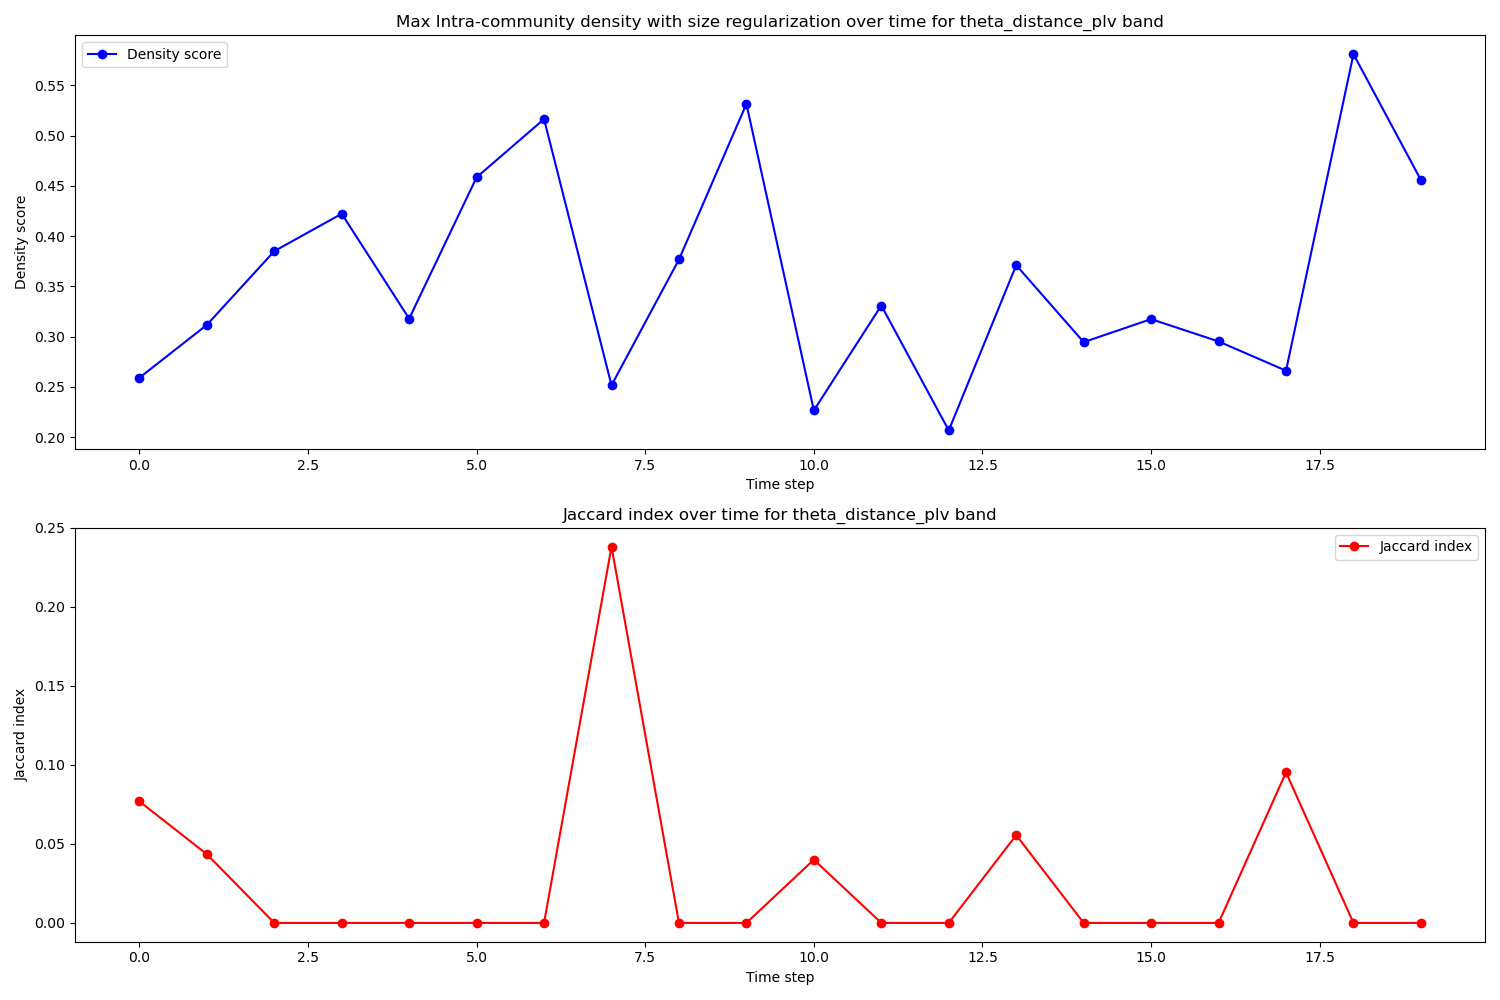 Max Intra-community density with size regularization over time for theta_distance_plv band
Density score
Density score
0.55
0.50
0.45
0.40
0.35
0.30
0.25
0.20
0.0 2.5 5.0 7.5 10.0 12.5 15.0 17.5
Time step
Jaccard index over time for theta_distance_plv band
Jaccard index
Jaccard index
0.25
0.20
0.15
0.10
0.05
0.00
0.0 2.5 5.0 7.5 10.0 12.5 15.0 17.5
Time step